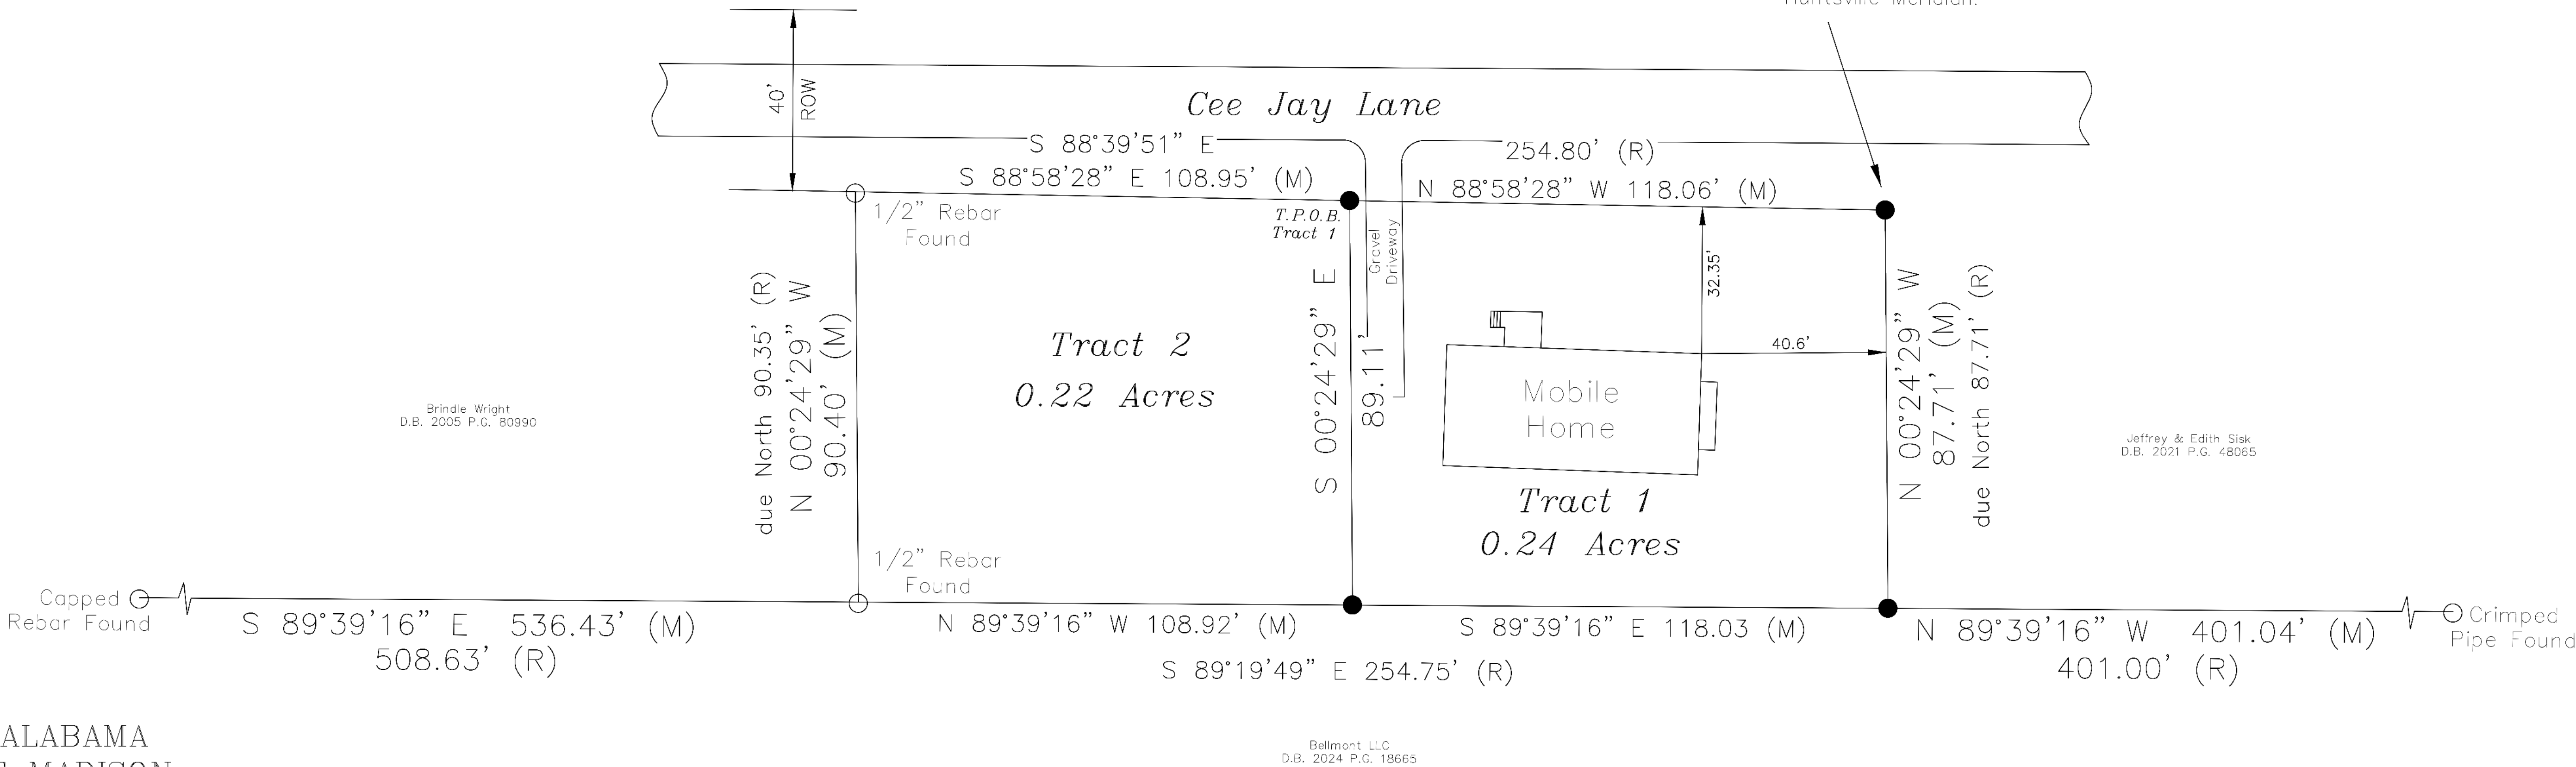 Huntsville Meridian.
40'
ROW
Cee Jay Lane
S 88°39'51" E
254.80' (R)
S 88°58'28" E 108.95' (M)
N 88°58'28" W 118.06' (M)
1/2" Rebar
Found
T.P.O.B.
Tract 1
Gravel
Driveway
32.35'
due North 90.35' (R)
N 00°24'29" W
90.40' (M)
Tract 2
0.22 Acres
S 00°24'29" E
89.11'
40.6'
Mobile
Home
N 00°24'29" W
87.71' (M)
due North 87.71' (R)
Brindle Wright
D.B. 2005 P.G. 80990
Jeffrey & Edith Sisk
D.B. 2021 P.G. 48065
Tract 1
0.24 Acres
1/2" Rebar
Found
Capped
Rebar Found
S 89°39'16" E 536.43' (M)
508.63' (R)
N 89°39'16" W 108.92' (M)
S 89°39'16" E 118.03 (M)
S 89°19'49" E 254.75' (R)
N 89°39'16" W 401.04' (M)
401.00' (R)
Crimped
Pipe Found
ALABAMA
MADISON
Bellmont LLC
D.B. 2024 P.G. 18665